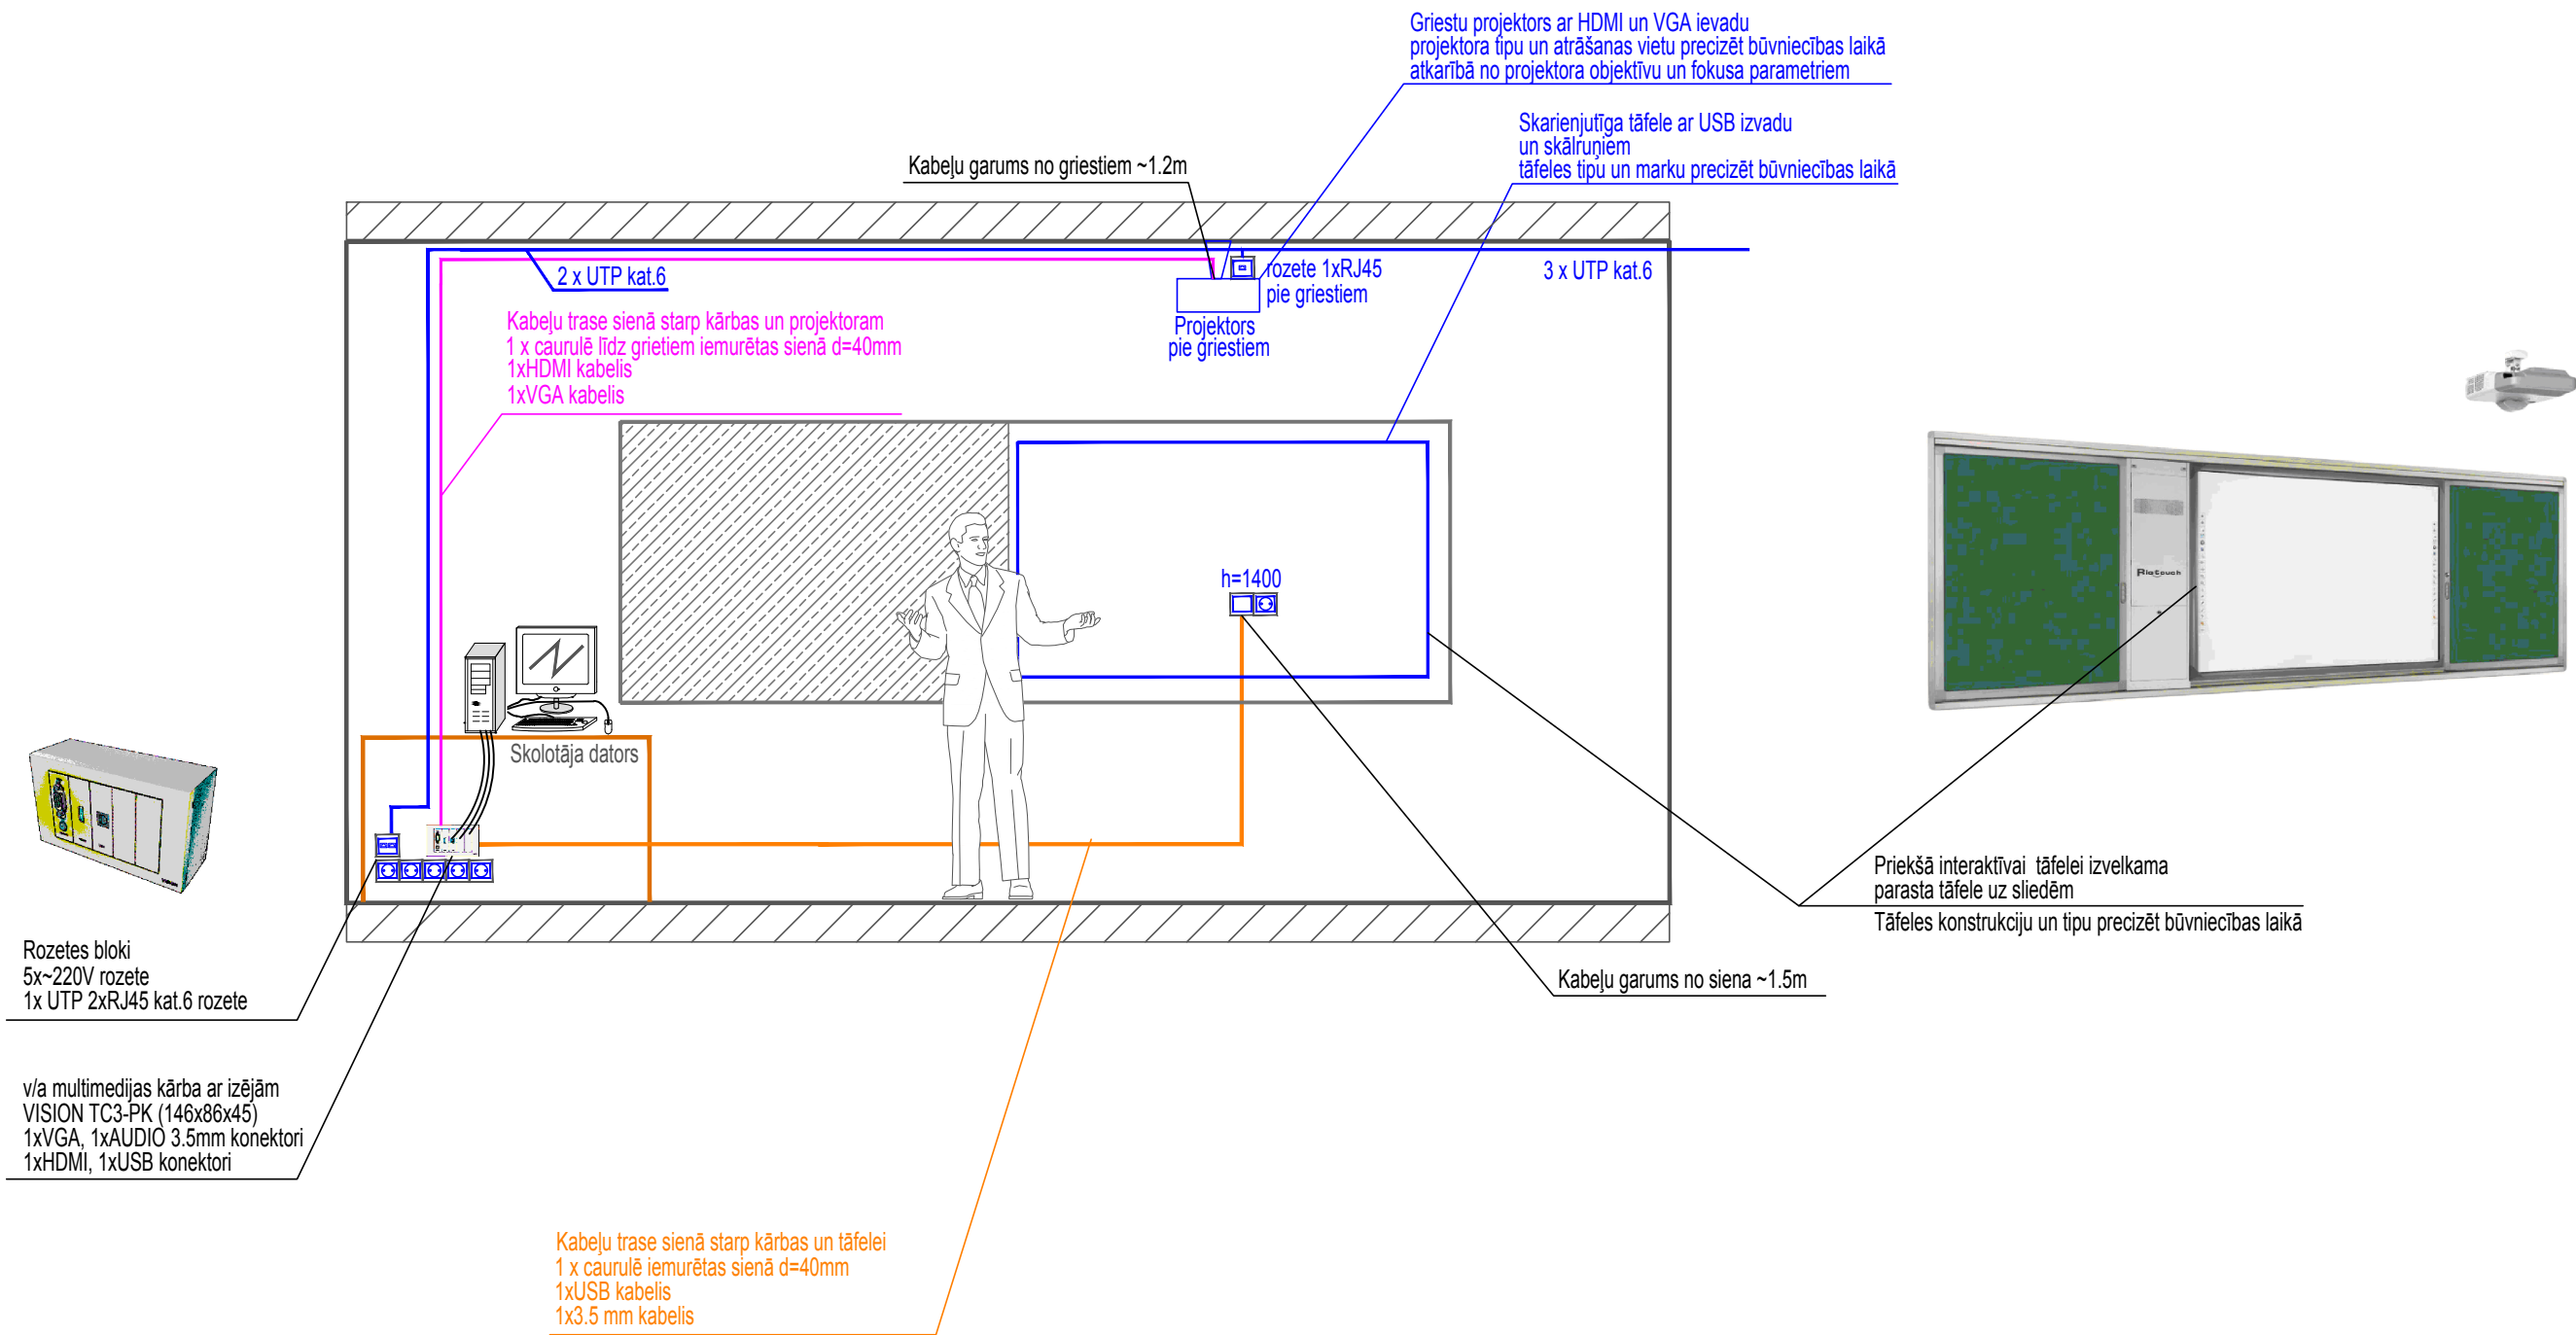 Griestu projektors ar HDMI un VGA ievadu
projektora tipu un atrāšanas vietu precizēt būvniecības laikā
atkarībā no projektora objektīvu un fokusa parametriem
Skarienjutīga tāfele ar USB izvadu
un skālruņiem
tāfeles tipu un marku precizēt būvniecības laikā
Kabeļu garums no griestiem ~1.2m
2 x UTP kat.6
rozete 1xRJ45
pie griestiem
3 x UTP kat.6
Projektors
pie griestiem
Kabeļu trase sienā starp kārbas un projektoram
1 x caurulē līdz grietiem iemurētas sienā d=40mm
1xHDMI kabelis
1xVGA kabelis
h=1400
Riotouch
Skolotāja dators
Priekšā interaktīvai tāfelei izvelkama
parasta tāfele uz sliedēm
Tāfeles konstrukciju un tipu precizēt būvniecības laikā
Rozetes bloki
5x~220V rozete
1x UTP 2xRJ45 kat.6 rozete
Kabeļu garums no siena ~1.5m
v/a multimedijas kārba ar izējām
VISION TC3-PK (146x86x45)
1xVGA, 1xAUDIO 3.5mm konektori
1xHDMI, 1xUSB konektori
Kabeļu trase sienā starp kārbas un tāfelei
1 x caurulē iemurētas sienā d=40mm
1xUSB kabelis
1x3.5 mm kabelis